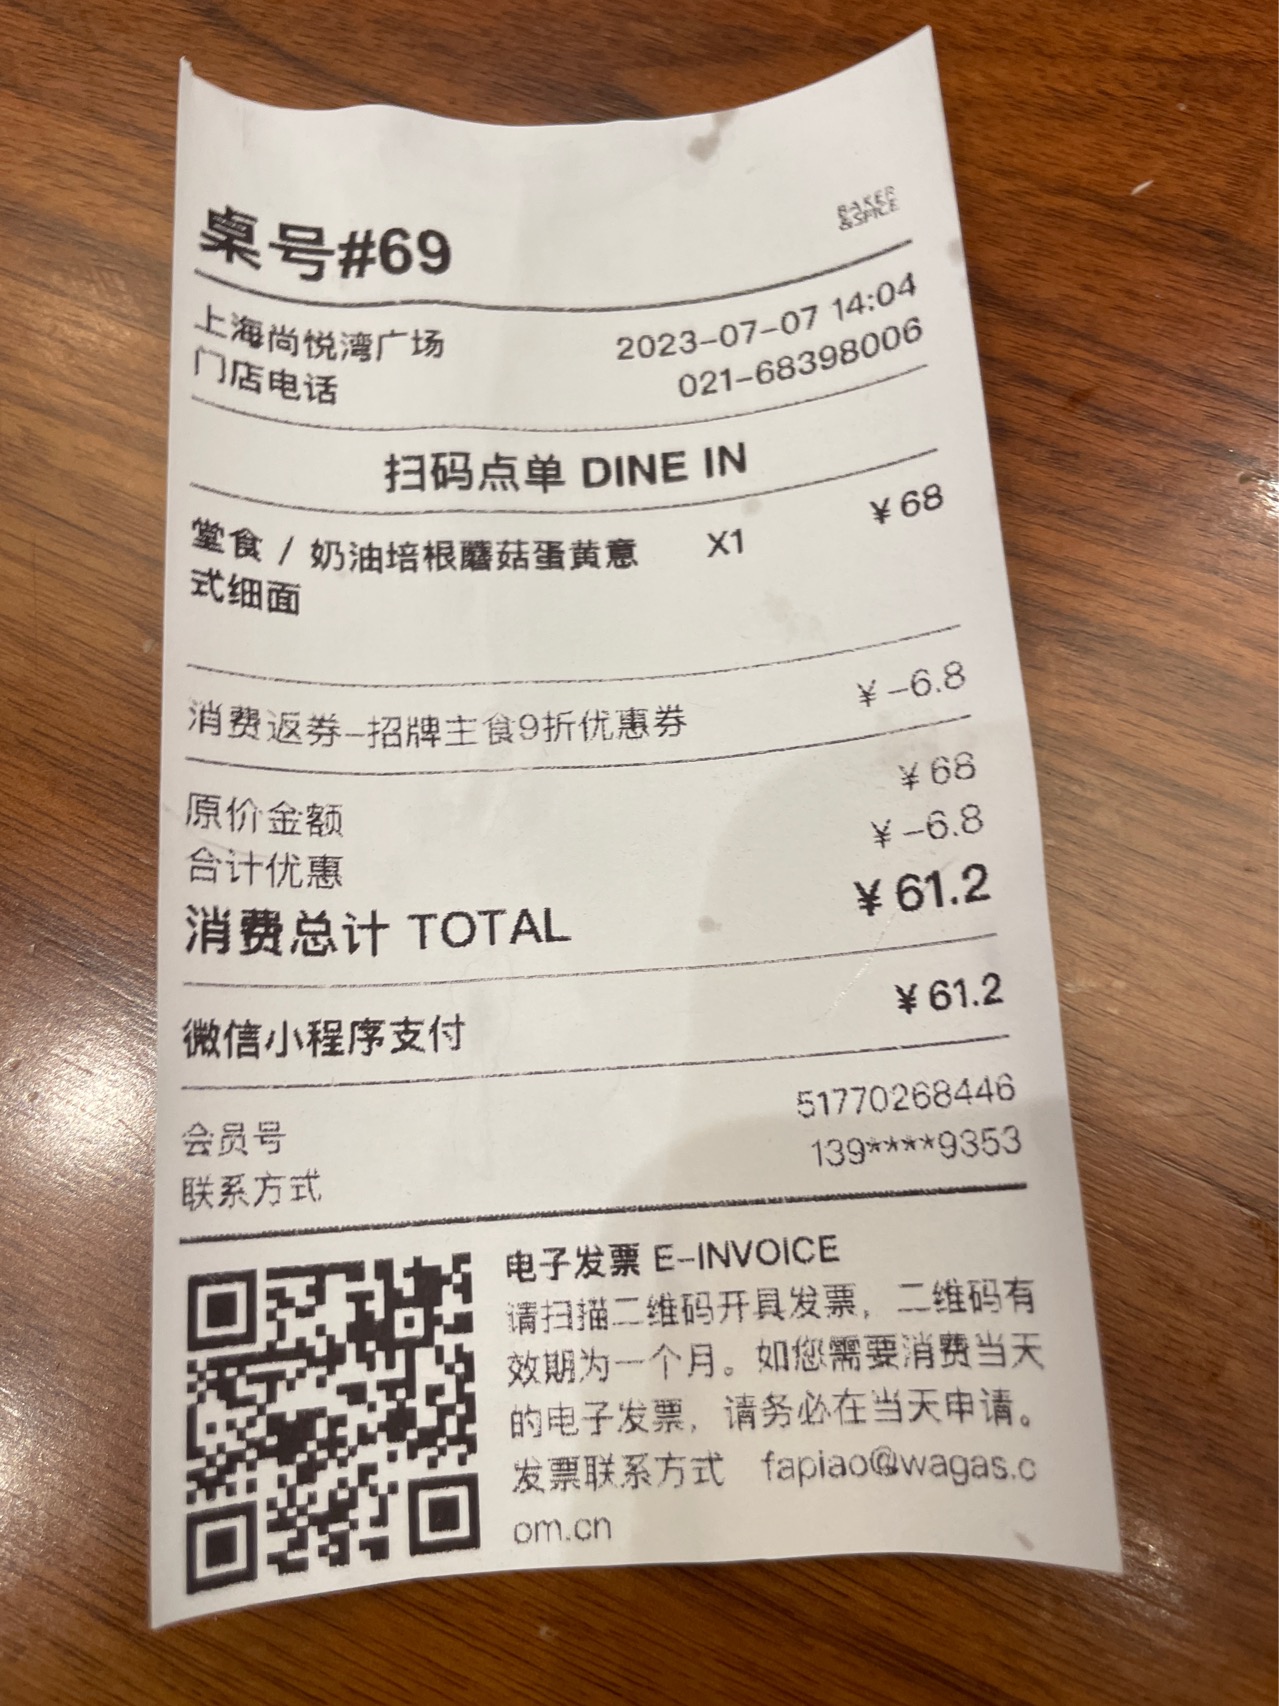 BAKER
&SPICE
桌号#69
上海尚悦湾广场 2023-07-07 14:04
门店电话 021-68398006
扫码点单 DINE IN
堂食 / 奶油培根蘑菇蛋黄意 X1 ¥68
式细面
消费返券-招牌主食9折优惠券 ¥-6.8
原价金额 ¥68
合计优惠 ¥-6.8
消费总计 TOTAL ¥61.2
微信小程序支付 ¥61.2
会员号 51770268446
联系方式 139****9353
电子发票 E-INVOICE
请扫描二维码开具发票，二维码有
效期为一个月。如您需要消费当天
的电子发票，请务必在当天申请。
发票联系方式 fapiao@wagas.c
om.cn